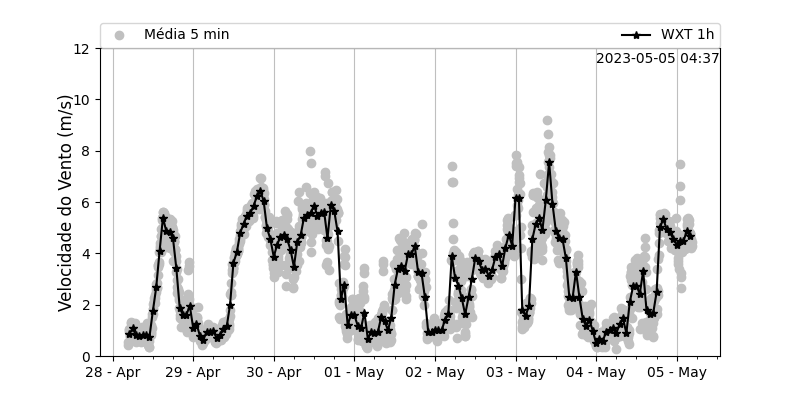 Média 5 min
WXT 1h
2023-05-05 04:37
Velocidade do Vento (m/s)
12
10
8
6
4
2
0
28 - Apr
29 - Apr
30 - Apr
01 - May
02 - May
03 - May
04 - May
05 - May